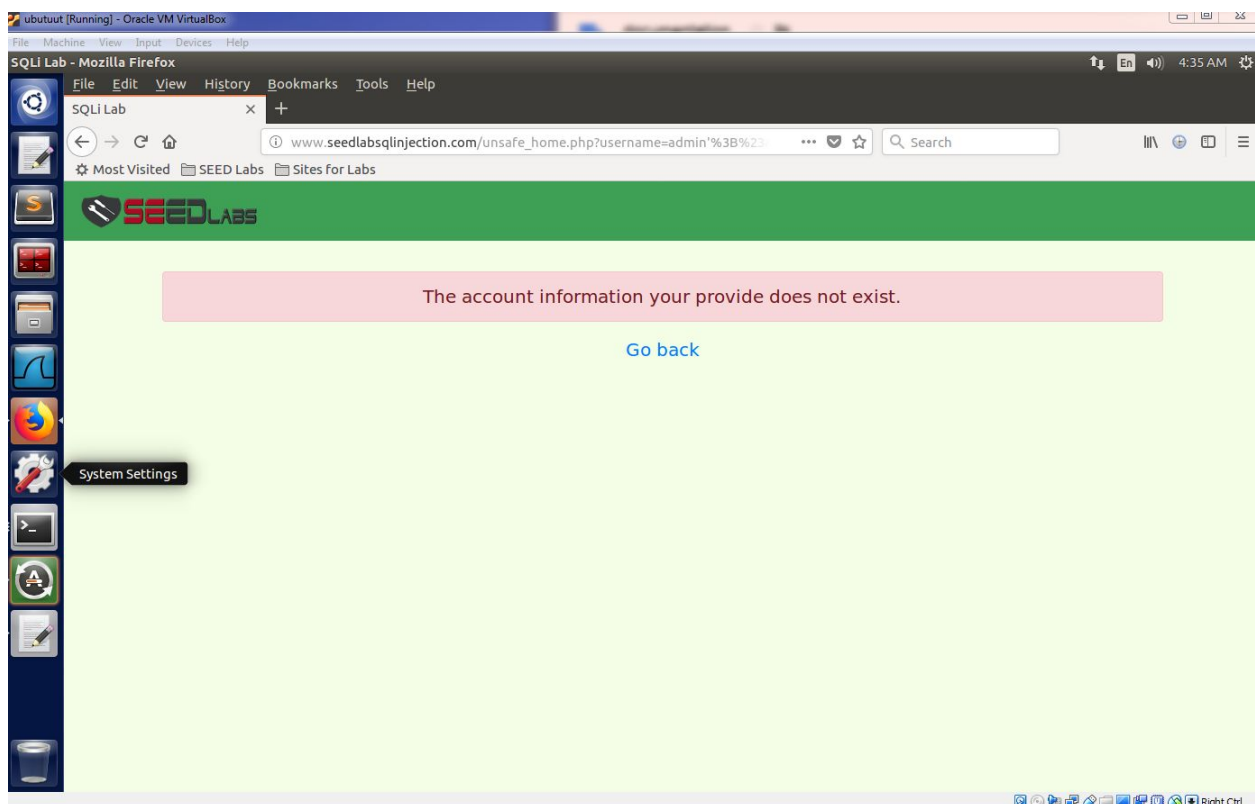 ubutuut [Running] - Oracle VM VirtualBox
File Machine View Input Devices Help
SQLi Lab - Mozilla Firefox
En 4:35 AM
File Edit View History Bookmarks Tools Help
SQLi Lab
www.seedlabsqlinjection.com/unsafe_home.php?username=admin'%3B%23
Search
Most Visited SEED Labs Sites for Labs
SEEDLABS
The account information your provide does not exist.
Go back
System Settings
Right Ctrl